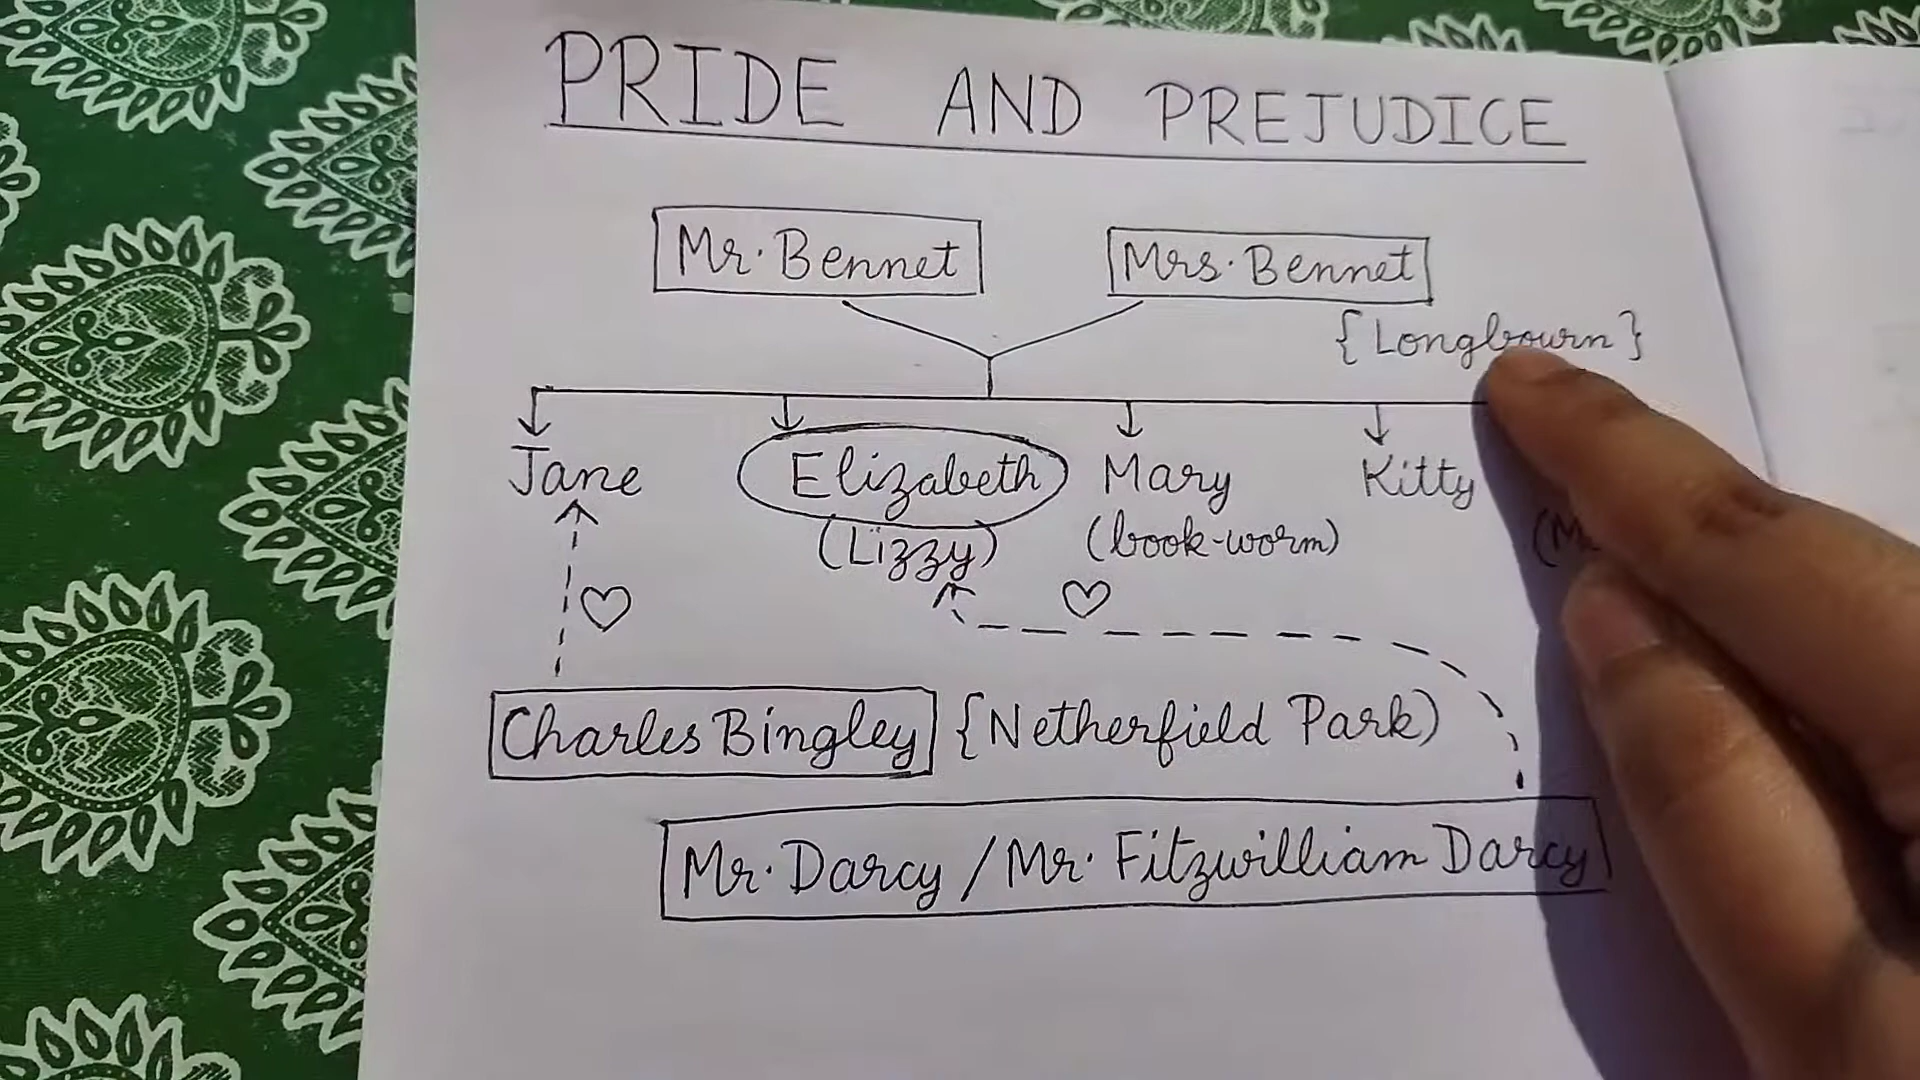 PRIDE AND PREJUDICE
Mr. Bennet
Mrs. Bennet
{Longbourn}
Jane
Elizabeth
Mary
Kitty
(Lizzy)
(book-worm)
Charles Bingley {Netherfield Park)
Mr. Darcy / Mr. Fitzwilliam Darcy